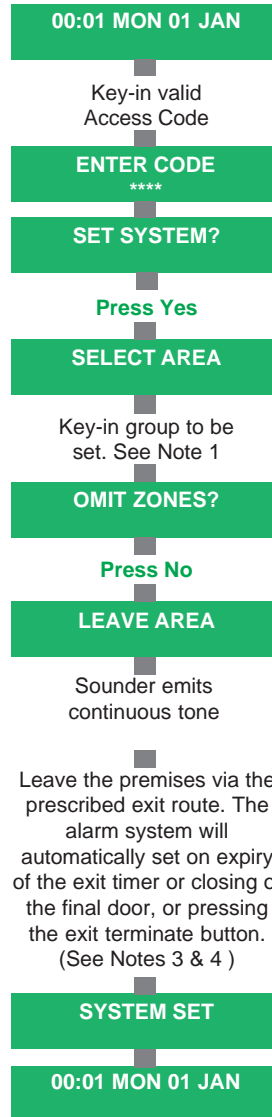 00:01 MON 01 JAN
Key-in valid
Access Code
ENTER CODE
****
SET SYSTEM?
Press Yes
SELECT AREA
Key-in group to be
set. See Note 1
OMIT ZONES?
Press No
LEAVE AREA
Sounder emits
continuous tone
Leave the premises via the
prescribed exit route. The
alarm system will
automatically set on expiry
of the exit timer or closing o
the final door, or pressing
the exit terminate button.
(See Notes 3 & 4 )
SYSTEM SET
00:01 MON 01 JAN